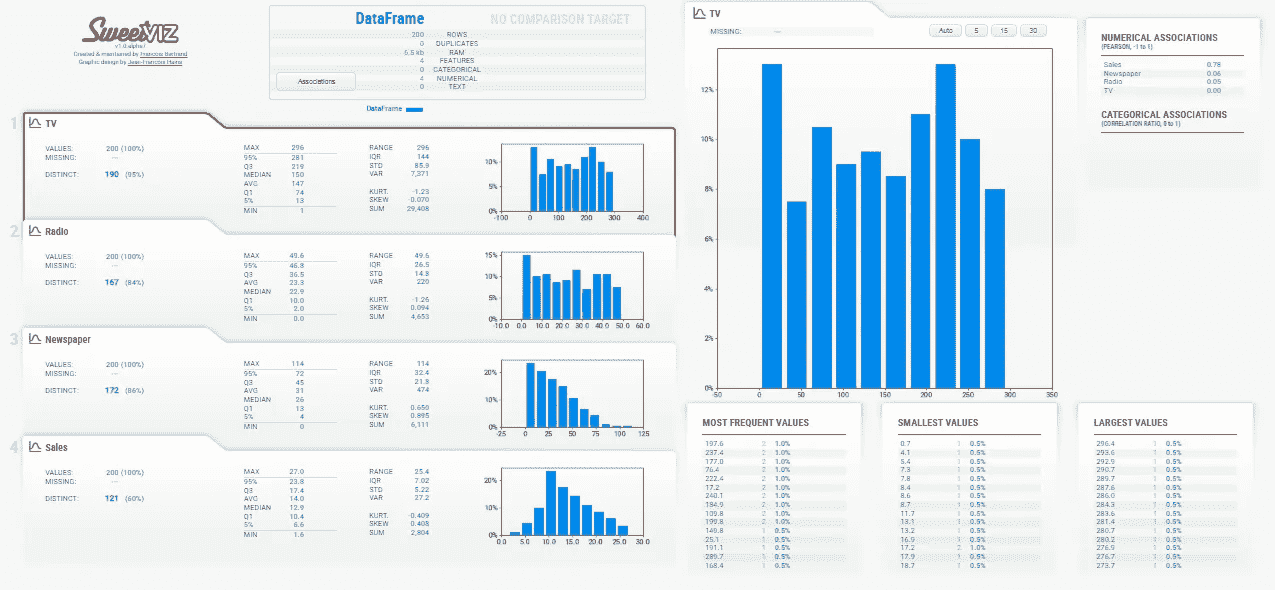 SweetVIZ
v1.0 alpha7
Created & maintained by Francois Bertrand
Graphic design by Jean-Francois Hains
DataFrame
NO COMPARISON TARGET
200 ROWS
0 DUPLICATES
6.5 kb RAM
4 FEATURES
0 CATEGORICAL
4 NUMERICAL
0 TEXT
Associations
DataFrame
1 TV
VALUES: 200 (100%)
MISSING: ---
DISTINCT: 190 (95%)
MAX 296
95% 281
Q3 219
MEDIAN 150
AVG 147
Q1 74
5% 13
MIN 1
RANGE 296
IQR 144
STD 85.9
VAR 7,371
KURT. -1.23
SKEW -0.070
SUM 29,408
10%
5%
0%
-100 0 100 200 300 400
2 Radio
VALUES: 200 (100%)
MISSING: ---
DISTINCT: 167 (84%)
MAX 49.6
95% 46.8
Q3 36.5
AVG 23.3
MEDIAN 22.9
Q1 10.0
5% 2.0
MIN 0.0
RANGE 49.6
IQR 26.5
STD 14.8
VAR 220
KURT. -1.26
SKEW 0.094
SUM 4,653
15%
10%
5%
0%
-10.0 0.0 10.0 20.0 30.0 40.0 50.0 60.0
3 Newspaper
VALUES: 200 (100%)
MISSING: ---
DISTINCT: 172 (86%)
MAX 114
95% 72
Q3 45
AVG 31
MEDIAN 26
Q1 13
5% 4
MIN 0
RANGE 114
IQR 32.4
STD 21.8
VAR 474
KURT. 0.650
SKEW 0.895
SUM 6,111
20%
10%
0%
-25 0 25 50 75 100 125
4 Sales
VALUES: 200 (100%)
MISSING: ---
DISTINCT: 121 (60%)
MAX 27.0
95% 23.8
Q3 17.4
AVG 14.0
MEDIAN 12.9
Q1 10.4
5% 6.6
MIN 1.6
RANGE 25.4
IQR 7.02
STD 5.22
VAR 27.2
KURT. -0.409
SKEW 0.408
SUM 2,804
20%
10%
0%
0.0 5.0 10.0 15.0 20.0 25.0 30.0
TV
MISSING: ---
Auto 5 15 30
12%
10%
8%
6%
4%
2%
0%
-50 0 50 100 150 200 250 300 350
NUMERICAL ASSOCIATIONS
(PEARSON, -1 to 1)
Sales 0.78
Newspaper 0.06
Radio 0.05
TV 0.00
CATEGORICAL ASSOCIATIONS
(CORRELATION RATIO, 0 to 1)
MOST FREQUENT VALUES
197.6 2 1.0%
237.4 2 1.0%
177.0 2 1.0%
76.4 2 1.0%
222.4 2 1.0%
17.2 2 1.0%
240.1 2 1.0%
184.9 2 1.0%
109.8 2 1.0%
199.8 2 1.0%
149.8 1 0.5%
25.1 1 0.5%
191.1 1 0.5%
289.7 1 0.5%
168.4 1 0.5%
SMALLEST VALUES
0.7 1 0.5%
4.1 1 0.5%
5.4 1 0.5%
7.3 1 0.5%
7.8 1 0.5%
8.4 1 0.5%
8.6 1 0.5%
8.7 1 0.5%
11.7 1 0.5%
13.1 1 0.5%
13.2 1 0.5%
16.9 1 0.5%
17.2 2 1.0%
17.9 1 0.5%
18.7 1 0.5%
LARGEST VALUES
296.4 1 0.5%
293.6 1 0.5%
292.9 1 0.5%
290.7 1 0.5%
289.7 1 0.5%
287.6 1 0.5%
286.0 1 0.5%
284.3 1 0.5%
283.6 1 0.5%
281.4 1 0.5%
280.7 1 0.5%
280.2 1 0.5%
276.9 1 0.5%
276.7 1 0.5%
273.7 1 0.5%